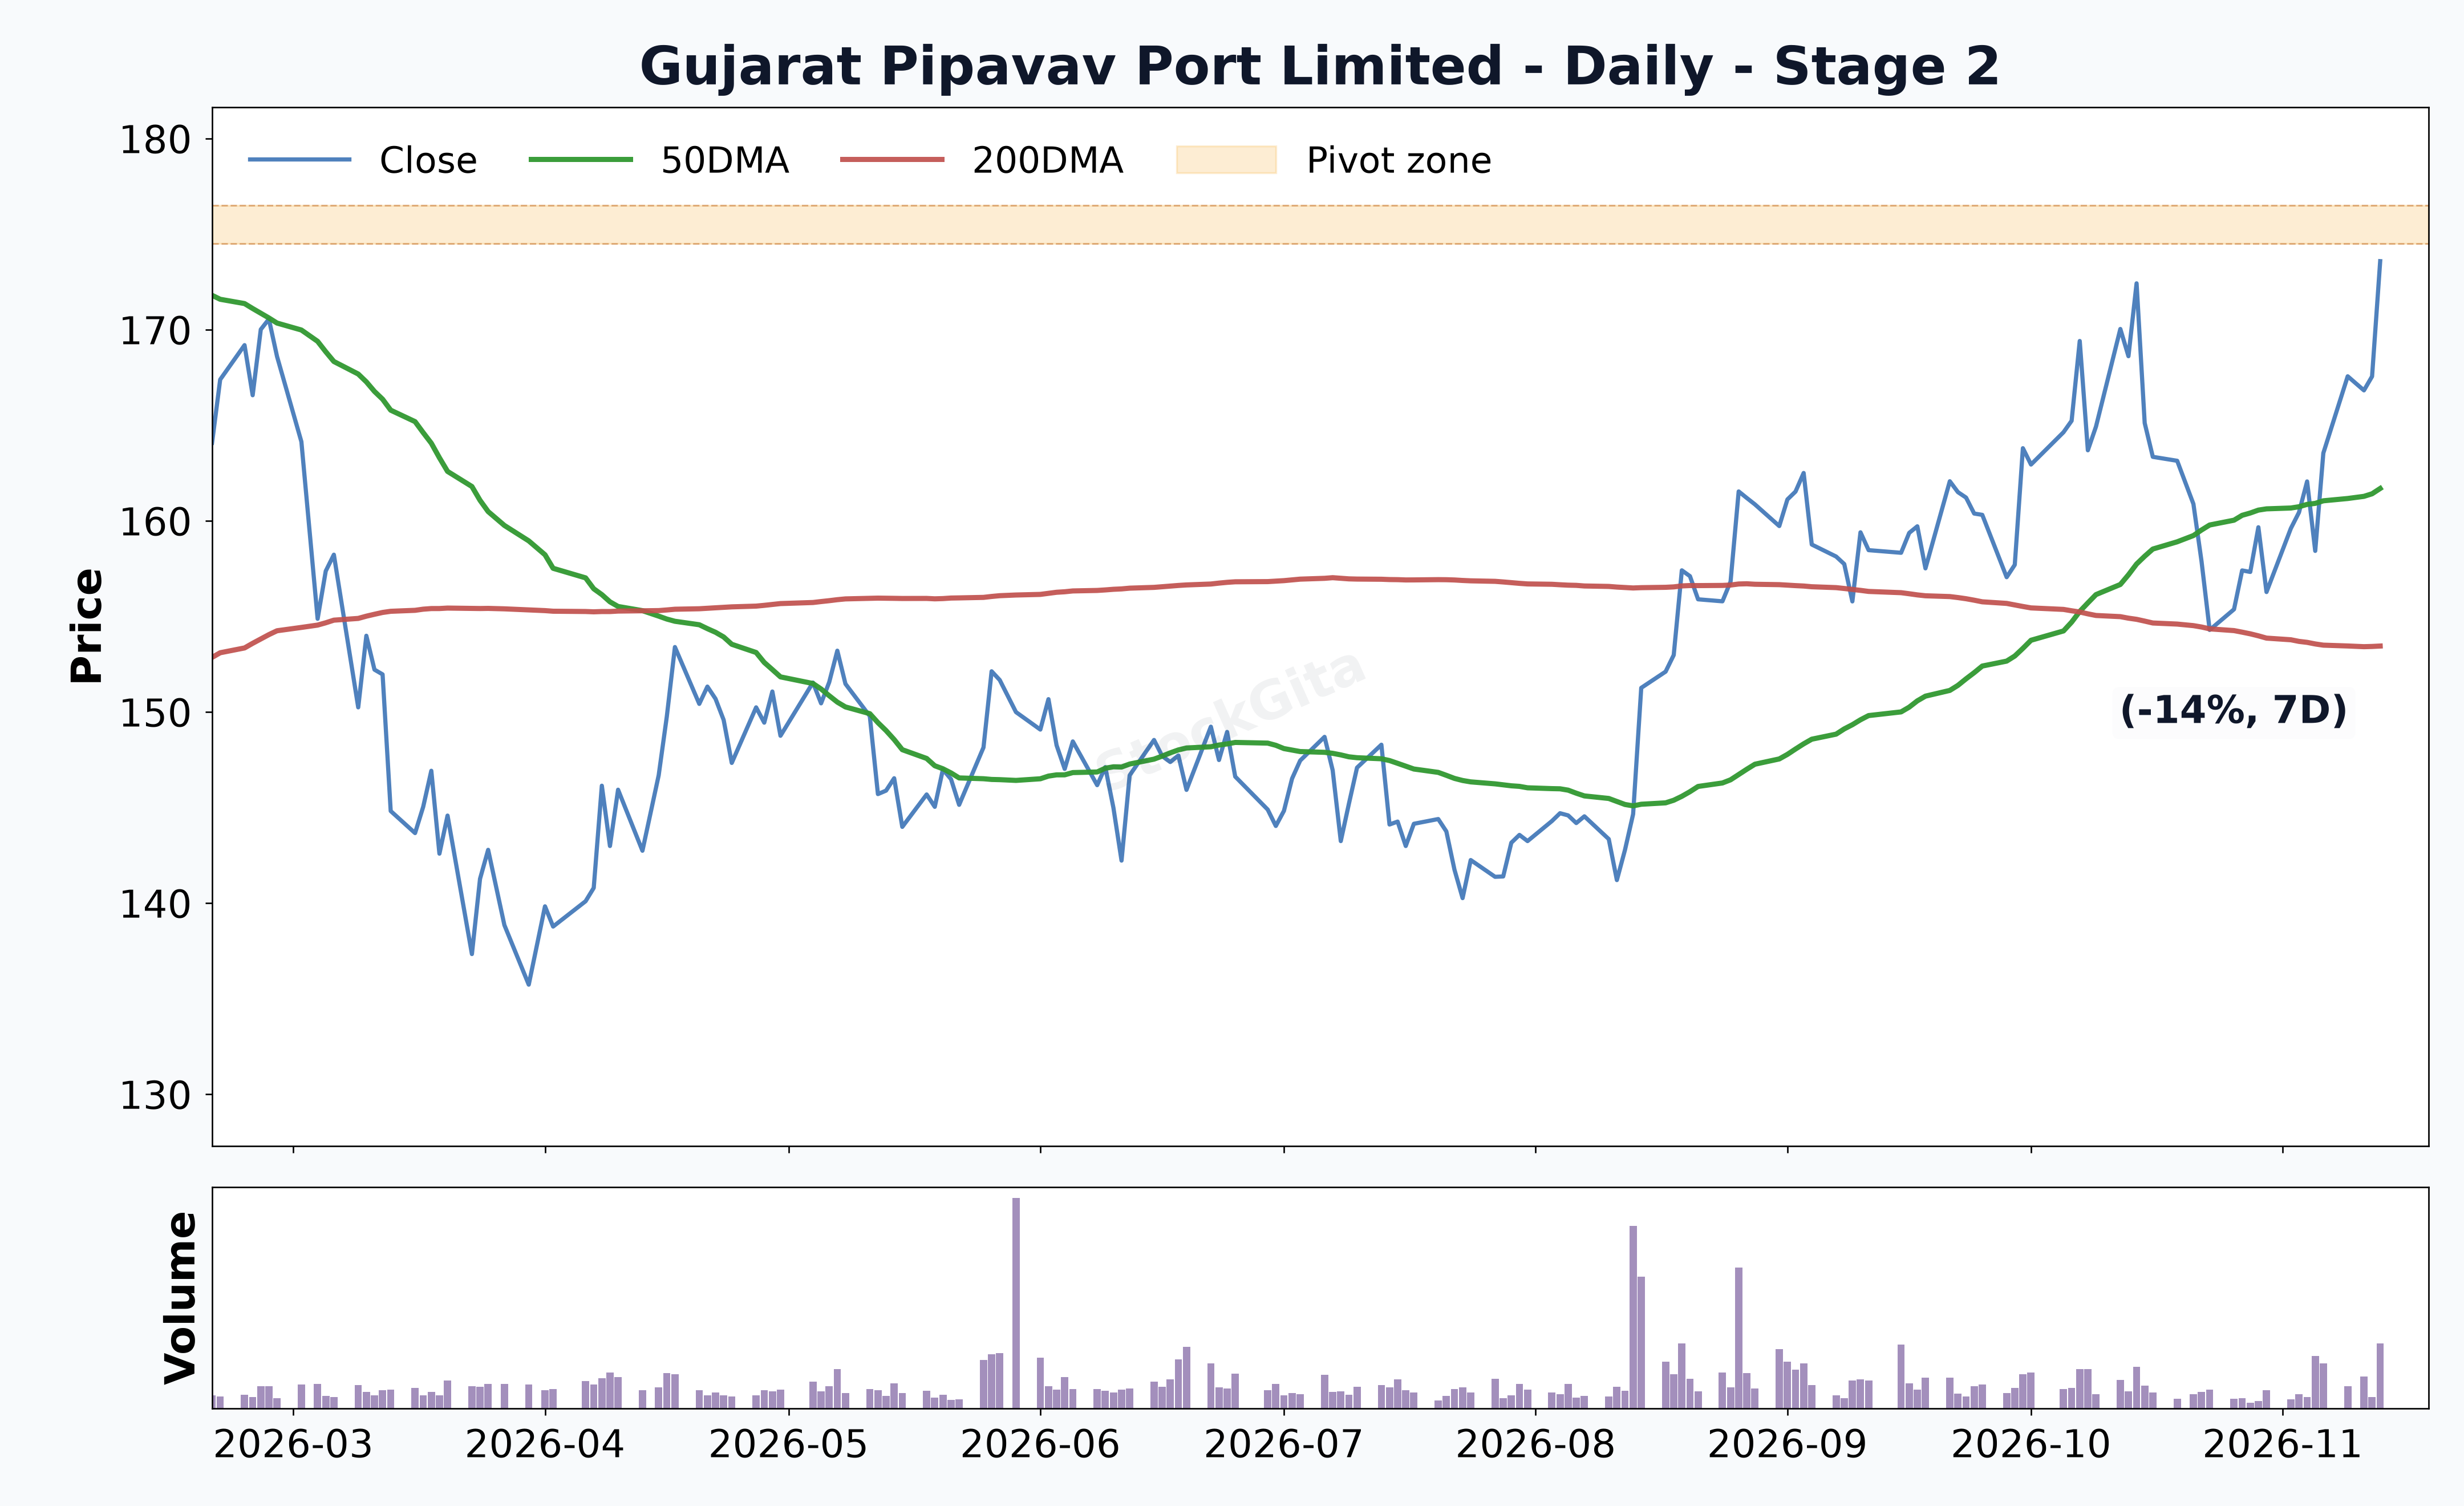 Gujarat Pipavav Port Limited - Daily - Stage 2
Close 50DMA 200DMA Pivot zone
180
170
160
150
140
130
Price
StockGita
(-14%, 7D)
Volume
2026-03 2026-04 2026-05 2026-06 2026-07 2026-08 2026-09 2026-10 2026-11